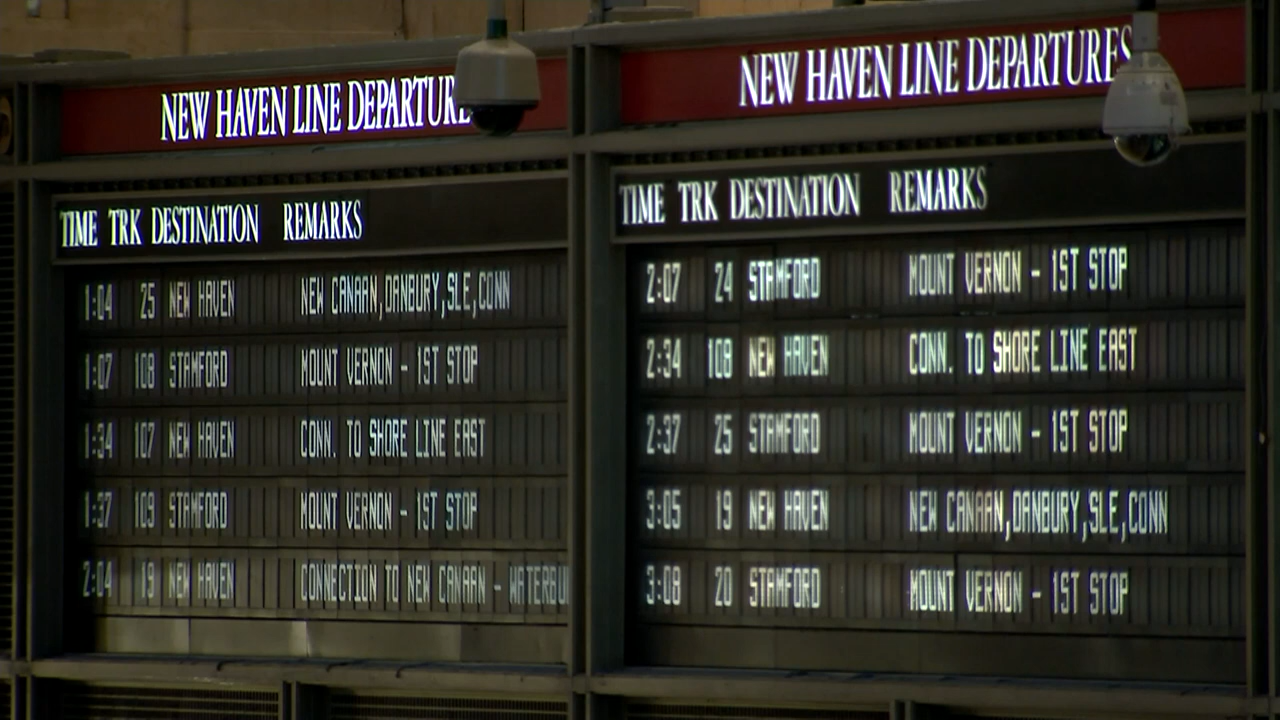 NEW HAVEN LINE DEPARTURE
TIME TRK DESTINATION REMARKS
1:04 25 NEW HAVEN NEW CANAAN,DANBURY,SLE,CONN
1:07 108 STAMFORD MOUNT VERNON - 1ST STOP
1:34 107 NEW HAVEN CONN. TO SHORE LINE EAST
1:37 109 STAMFORD MOUNT VERNON - 1ST STOP
2:04 19 NEW HAVEN CONNECTION TO NEW CANAAN - WATERBU
NEW HAVEN LINE DEPARTURES
TIME TRK DESTINATION REMARKS
2:07 24 STAMFORD MOUNT VERNON - 1ST STOP
2:34 108 NEW HAVEN CONN. TO SHORE LINE EAST
2:37 25 STAMFORD MOUNT VERNON - 1ST STOP
3:05 19 NEW HAVEN NEW CANAAN,DANBURY,SLE,CONN
3:08 20 STAMFORD MOUNT VERNON - 1ST STOP